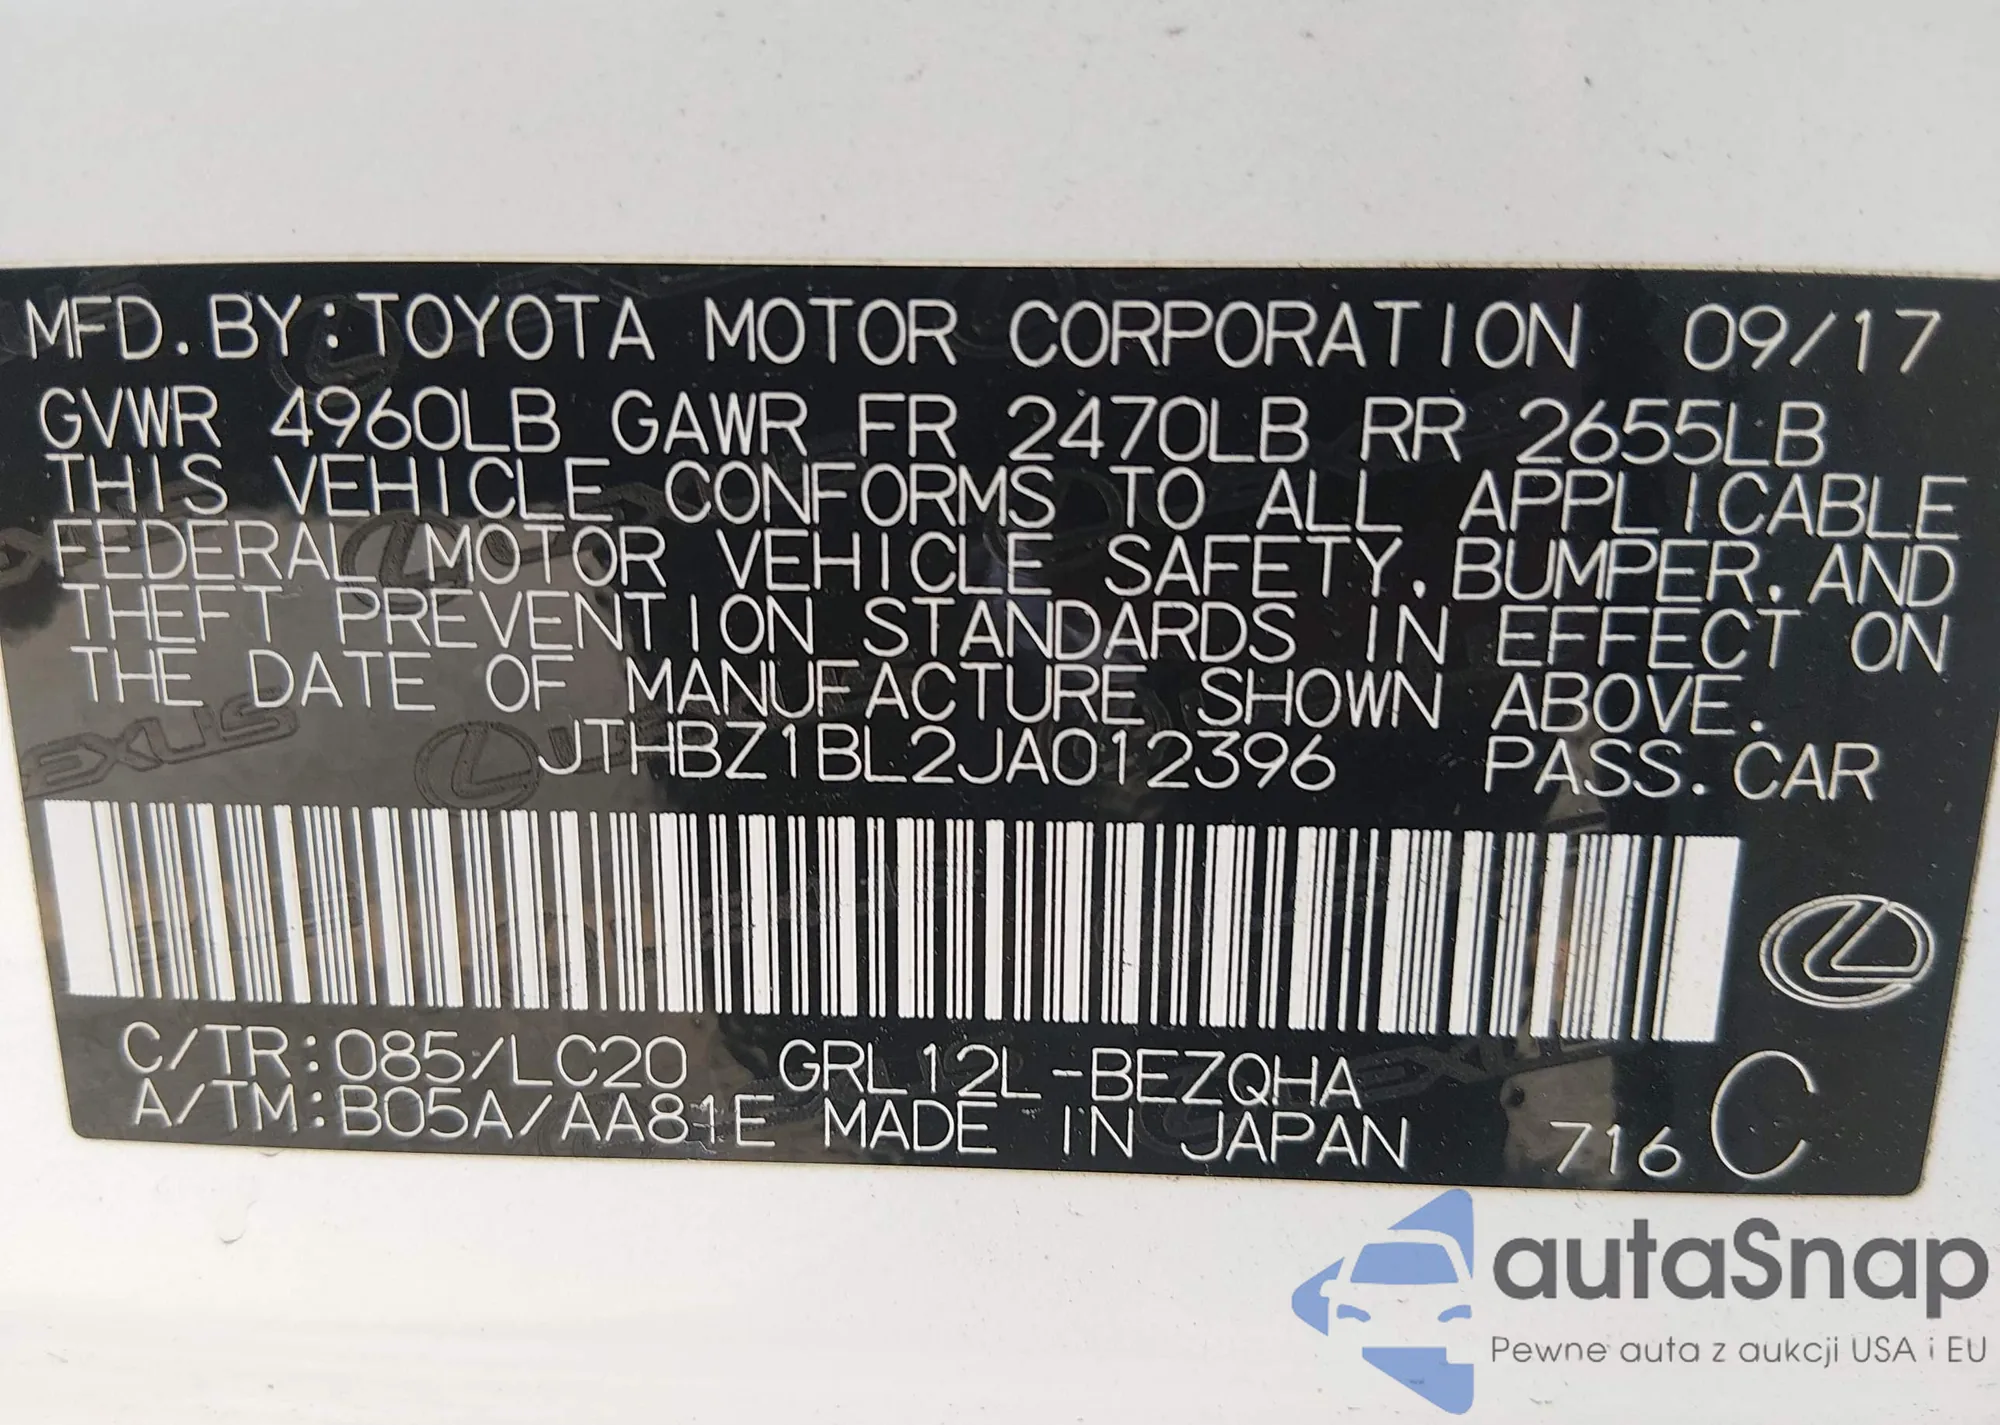 MFD. BY: TOYOTA MOTOR CORPORATION 09/17
GVWR 4960LB GAWR FR 2470LB RR 2655LB
THIS VEHICLE CONFORMS TO ALL APPLICABLE
FEDERAL MOTOR VEHICLE SAFETY, BUMPER, AND
THEFT PREVENTION STANDARDS IN EFFECT ON
THE DATE OF MANUFACTURE SHOWN ABOVE.
JTHBZ1BL2JA012396 PASS. CAR
C/TR: 085/LC20 GRL12L-BEZQHA
A/TM: B05A/AA81E MADE IN JAPAN 716 C
autaSnap
Pewne auta z aukcji USA i EU